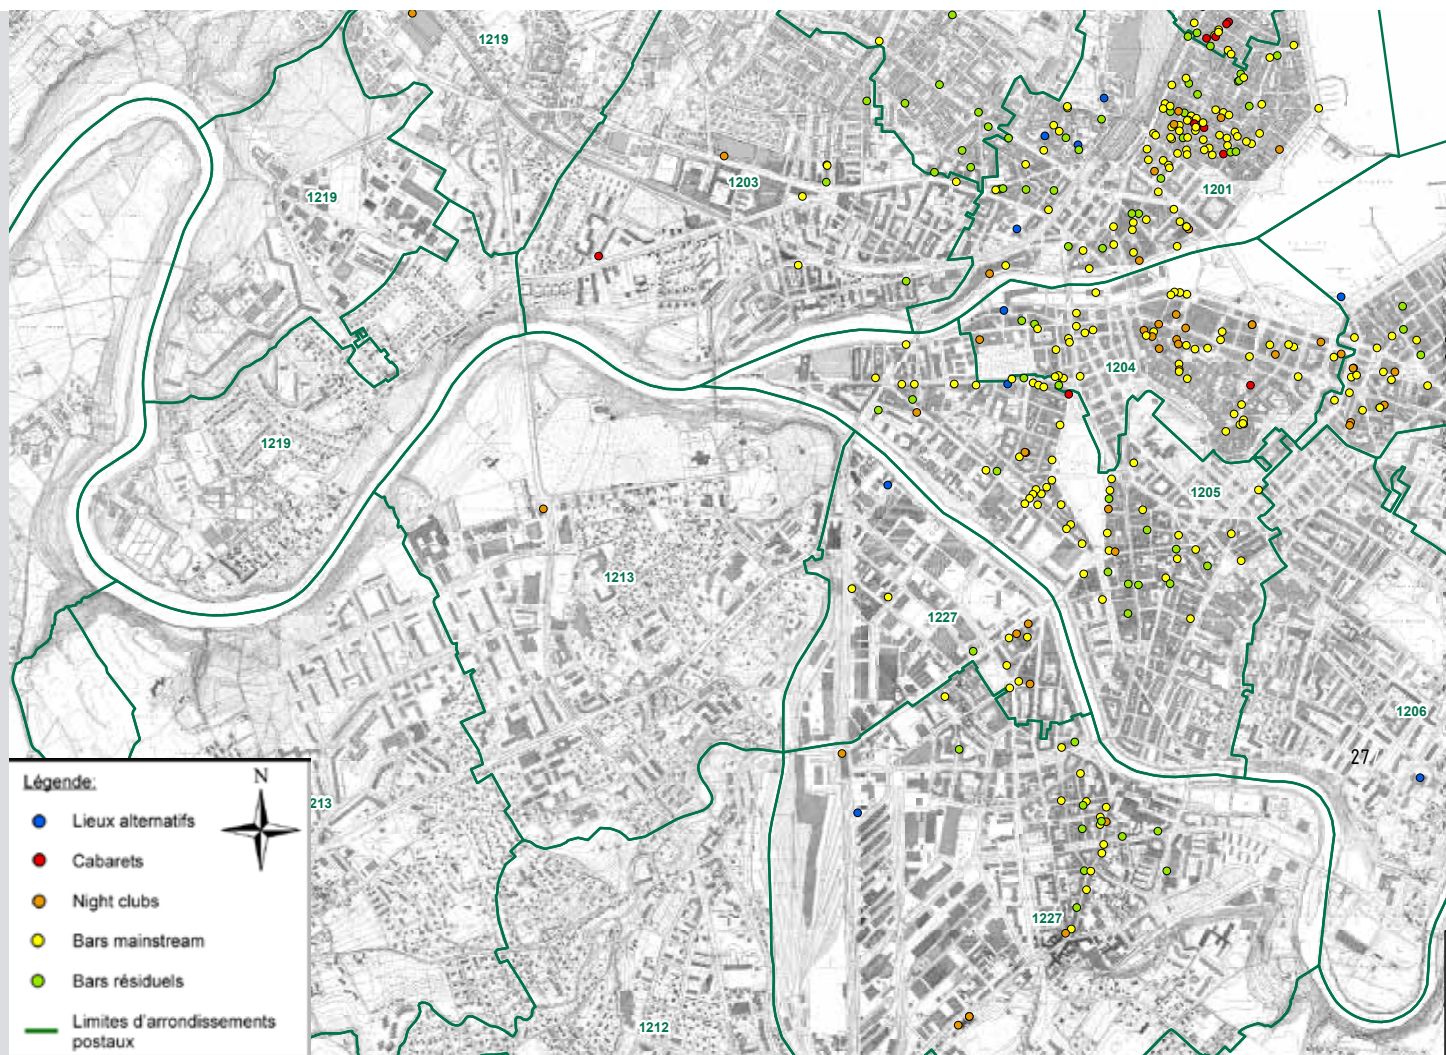 1219
1203
1219
1201
1204
1219
1205
1213
1227
1206
27
213
1227
1212
Légende:
N
Lieux alternatifs
Cabarets
Night clubs
Bars mainstream
Bars résiduels
Limites d'arrondissements
postaux